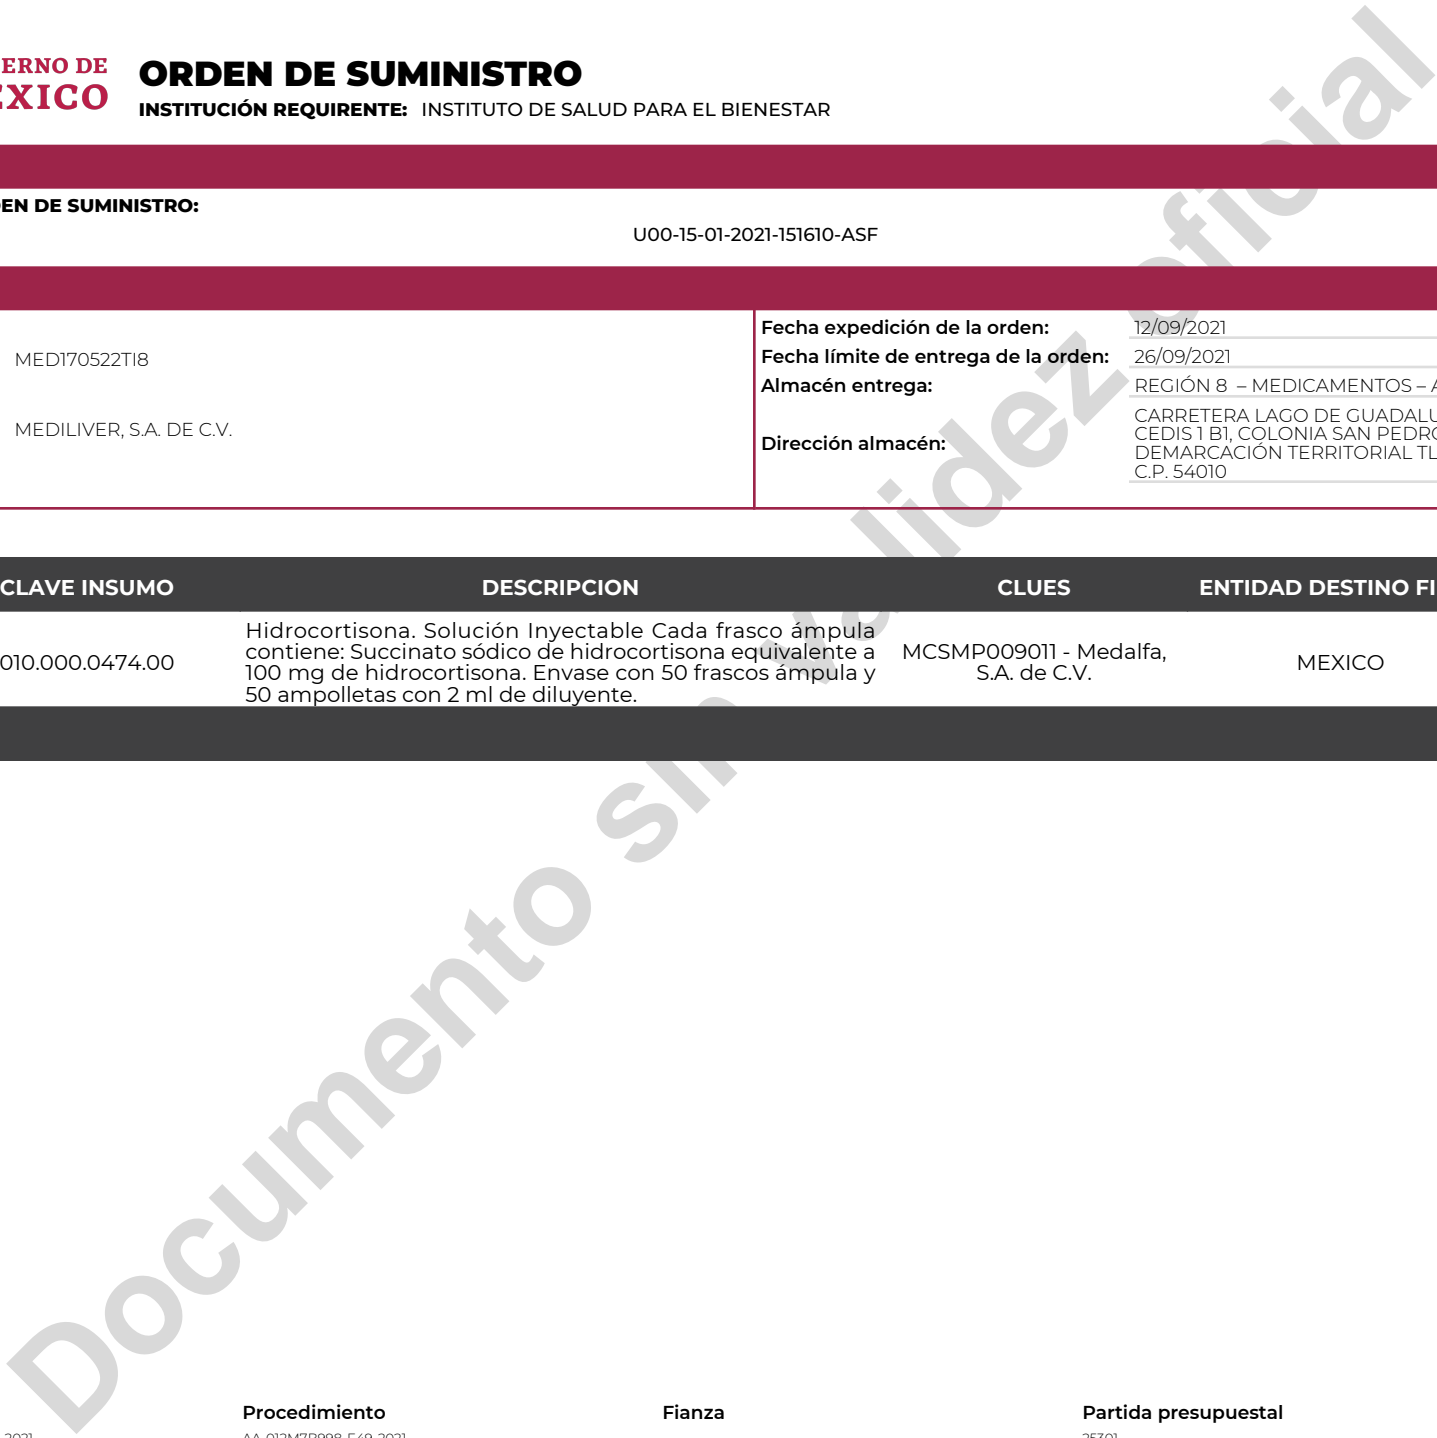 ERNO DE
EXICO
ORDEN DE SUMINISTRO
INSTITUCIÓN REQUIRENTE: INSTITUTO DE SALUD PARA EL BIENESTAR
EN DE SUMINISTRO:
U00-15-01-2021-151610-ASF
MED170522TI8
MEDILIVER, S.A. DE C.V.
Fecha expedición de la orden: 12/09/2021
Fecha límite de entrega de la orden: 26/09/2021
Almacén entrega: REGIÓN 8 – MEDICAMENTOS – A
Dirección almacén:
CARRETERA LAGO DE GUADALU
CEDIS 1 B1, COLONIA SAN PEDRO
DEMARCACIÓN TERRITORIAL TL
C.P. 54010
CLAVE INSUMO DESCRIPCION CLUES ENTIDAD DESTINO FI
010.000.0474.00
Hidrocortisona. Solución Inyectable Cada frasco ámpula
contiene: Succinato sódico de hidrocortisona equivalente a
100 mg de hidrocortisona. Envase con 50 frascos ámpula y
50 ampolletas con 2 ml de diluyente.
MCSMP009011 - Medalfa,
S.A. de C.V.
MEXICO
Documento sin validez oficial
Procedimiento Fianza Partida presupuestal